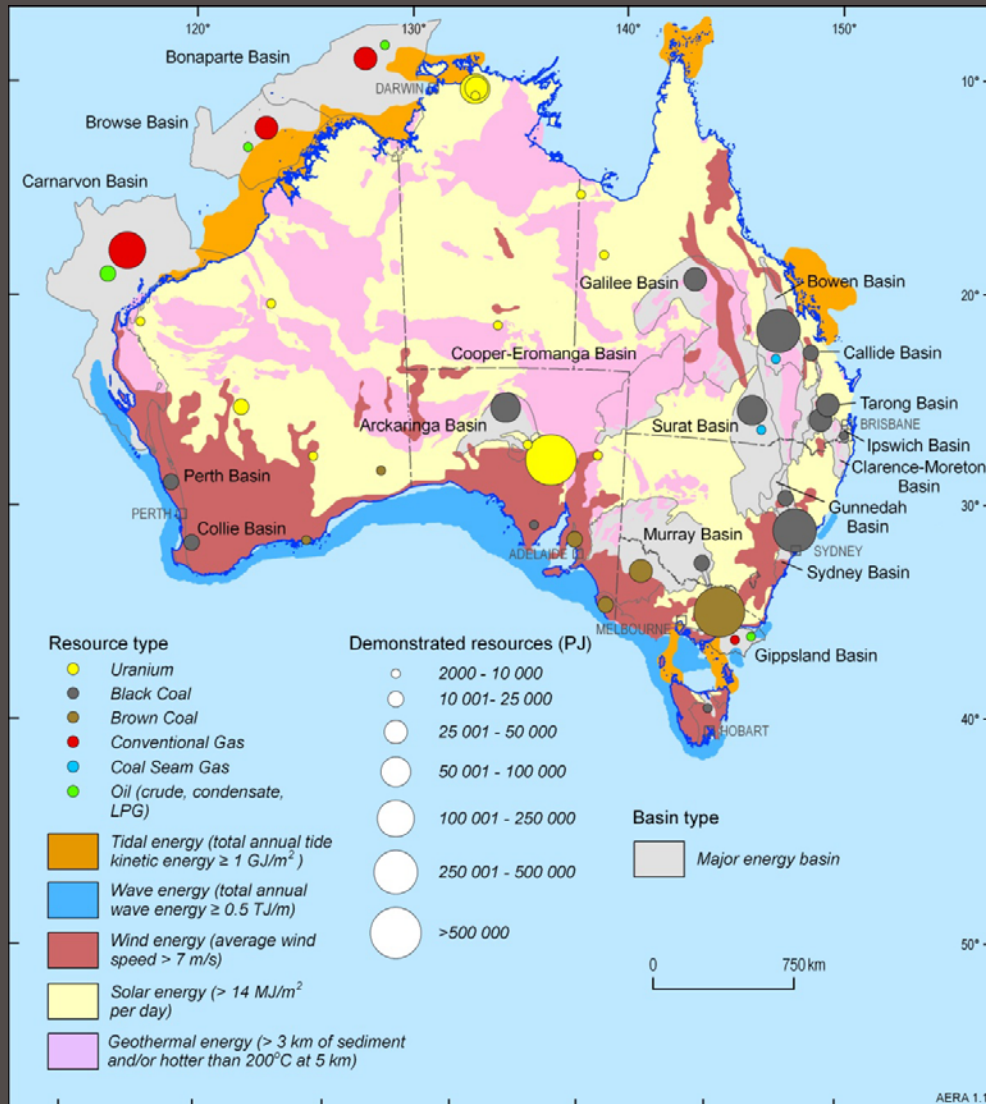 120°
130°
140°
150°
Bonaparte Basin
10°
DARWIN
Browse Basin
Carnarvon Basin
Galilee Basin
Bowen Basin
20°
Cooper-Eromanga Basin
Callide Basin
Arckaringa Basin
Surat Basin
Tarong Basin
BRISBANE
Ipswich Basin
Clarence-Moreton
Basin
Perth Basin
30°
Gunnedah
Basin
PERTH
Collie Basin
Murray Basin
ADELAIDE
SYDNEY
Sydney Basin
MELBOURNE
Gippsland Basin
HOBART
40°
50°
Resource type
Uranium
Black Coal
Brown Coal
Conventional Gas
Coal Seam Gas
Oil (crude, condensate,
LPG)
Tidal energy (total annual tide
kinetic energy ≥ 1 GJ/m²)
Wave energy (total annual
wave energy ≥ 0.5 TJ/m)
Wind energy (average wind
speed > 7 m/s)
Solar energy (> 14 MJ/m²
per day)
Geothermal energy (> 3 km of sediment
and/or hotter than 200°C at 5 km)
Demonstrated resources (PJ)
2000 - 10 000
10 001- 25 000
25 001 - 50 000
50 001 - 100 000
100 001 - 250 000
250 001 - 500 000
>500 000
Basin type
Major energy basin
0
750 km
AERA 1.1